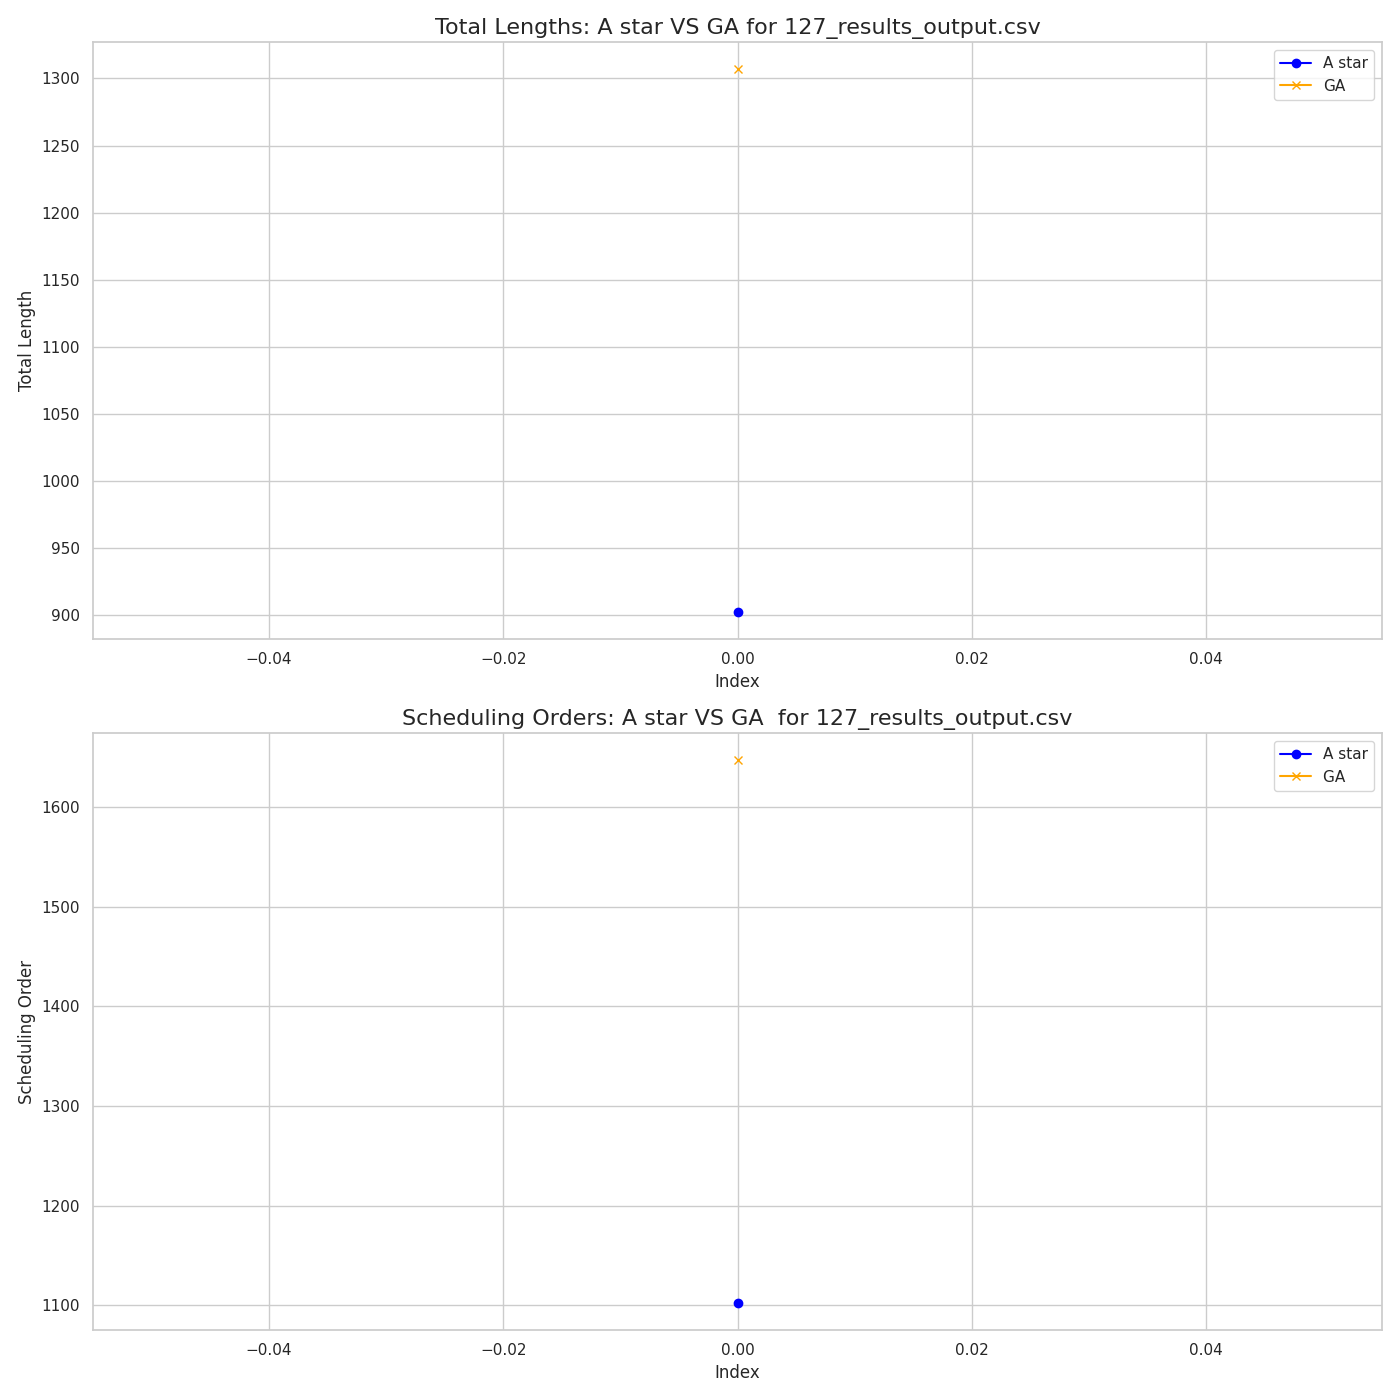 Total Lengths: A star VS GA for 127_results_output.csv
A star
GA
1300
1250
1200
1150
1100
1050
1000
950
900
Total Length
−0.04
−0.02
0.00
0.02
0.04
Index
Scheduling Orders: A star VS GA  for 127_results_output.csv
A star
GA
1600
1500
1400
1300
1200
1100
Scheduling Order
−0.04
−0.02
0.00
0.02
0.04
Index